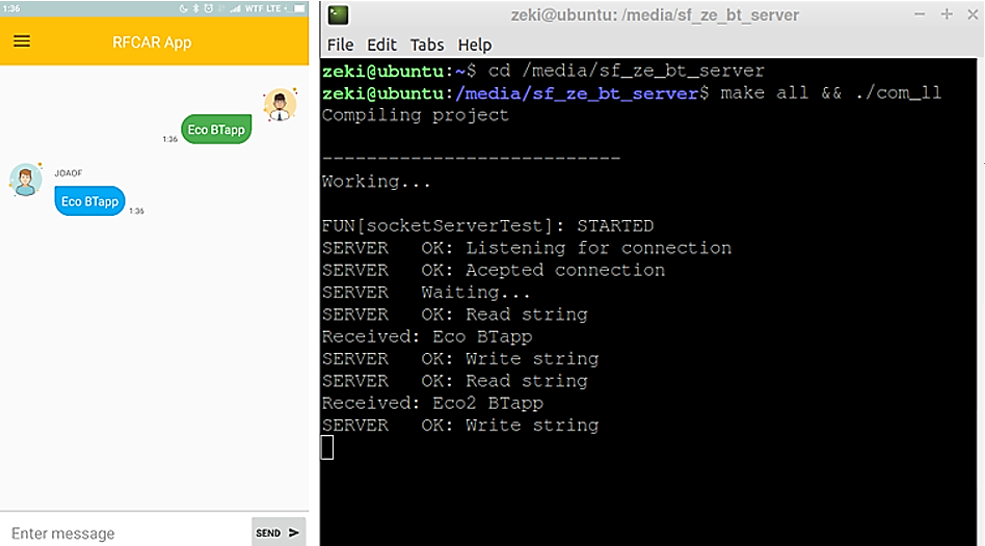 1:36
WTF LTE
RFCAR App
Eco BTapp
1:36
JOAOF
Eco BTapp
1:36
Enter message
SEND
zeki@ubuntu: /media/sf_ze_bt_server
File Edit Tabs Help
zeki@ubuntu:~$ cd /media/sf_ze_bt_server
zeki@ubuntu:/media/sf_ze_bt_server$ make all && ./com_ll
Compiling project
---------------------------
Working...
FUN[socketServerTest]: STARTED
SERVER OK: Listening for connection
SERVER OK: Acepted connection
SERVER Waiting...
SERVER OK: Read string
Received: Eco BTapp
SERVER OK: Write string
SERVER OK: Read string
Received: Eco2 BTapp
SERVER OK: Write string